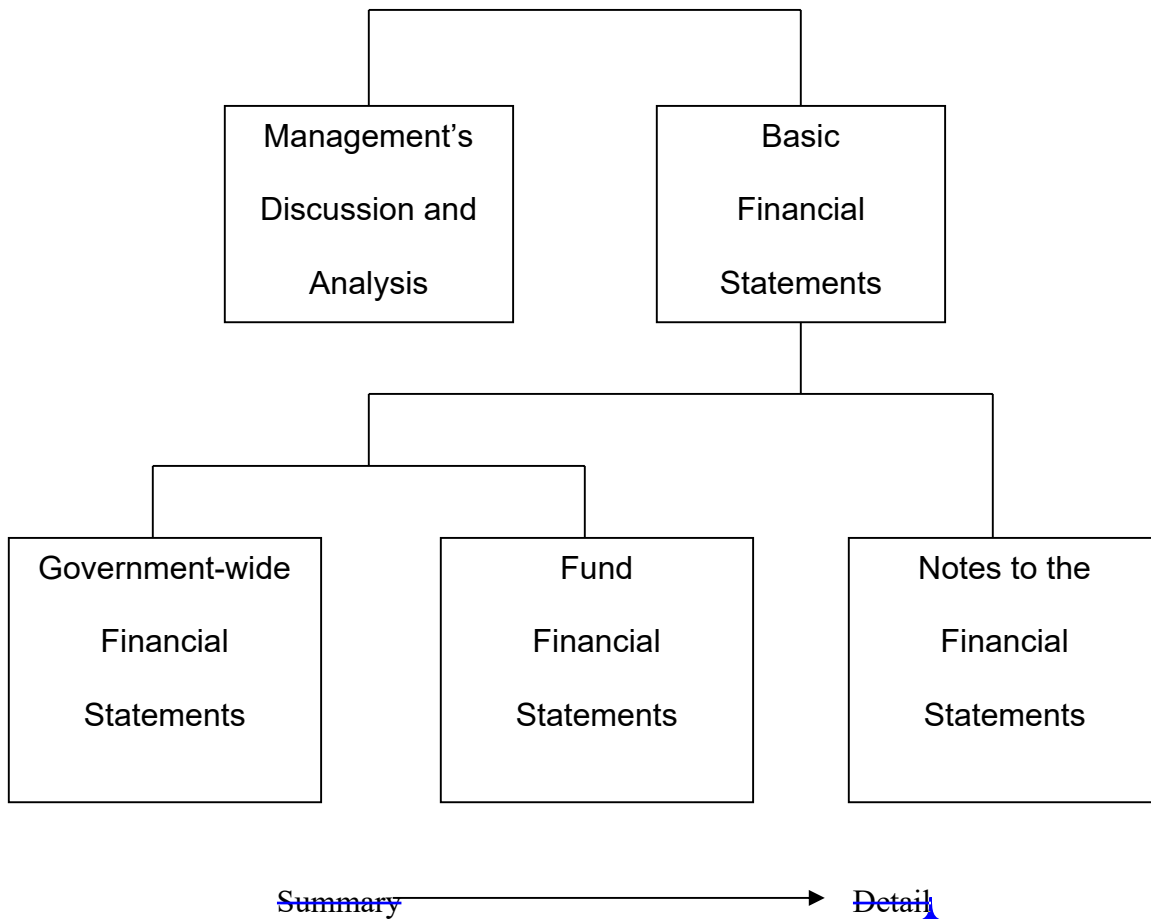 Management’s
Discussion and
Analysis
Basic
Financial
Statements
Government-wide
Financial
Statements
Fund
Financial
Statements
Notes to the
Financial
Statements
Summary
Detail